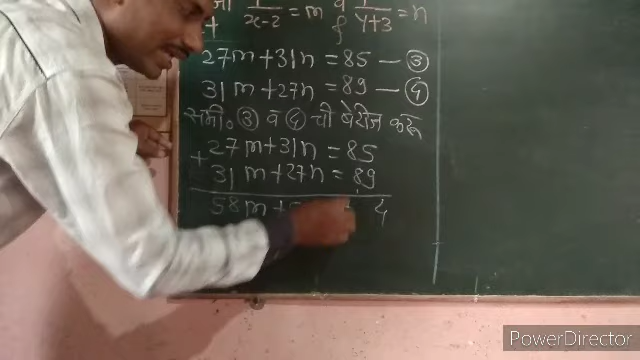 1/(x-2) = m व 1/(y+3) = n
27m + 31n = 85 — ③
31m + 27n = 89 — ④
समी० ③ व ④ ची बेरीज करू
+ 27m + 31n = 85
31m + 27n = 89
58m + 4
PowerDirector